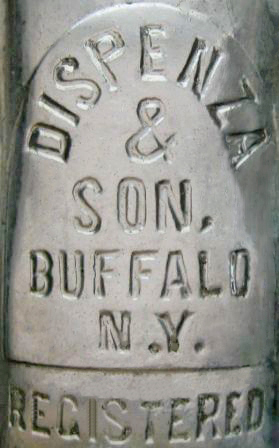 DISPENZA
&
SON,
BUFFALO
N.Y.
REGISTERED